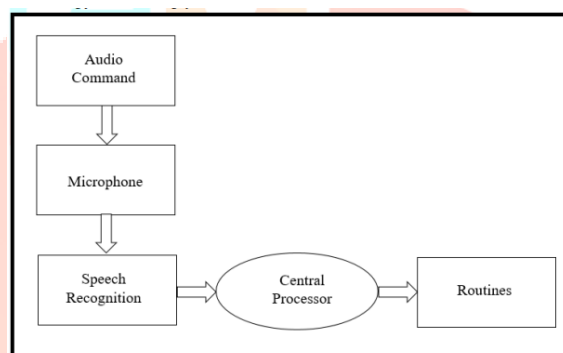 Audio
Command
Microphone
Speech
Recognition
Central
Processor
Routines